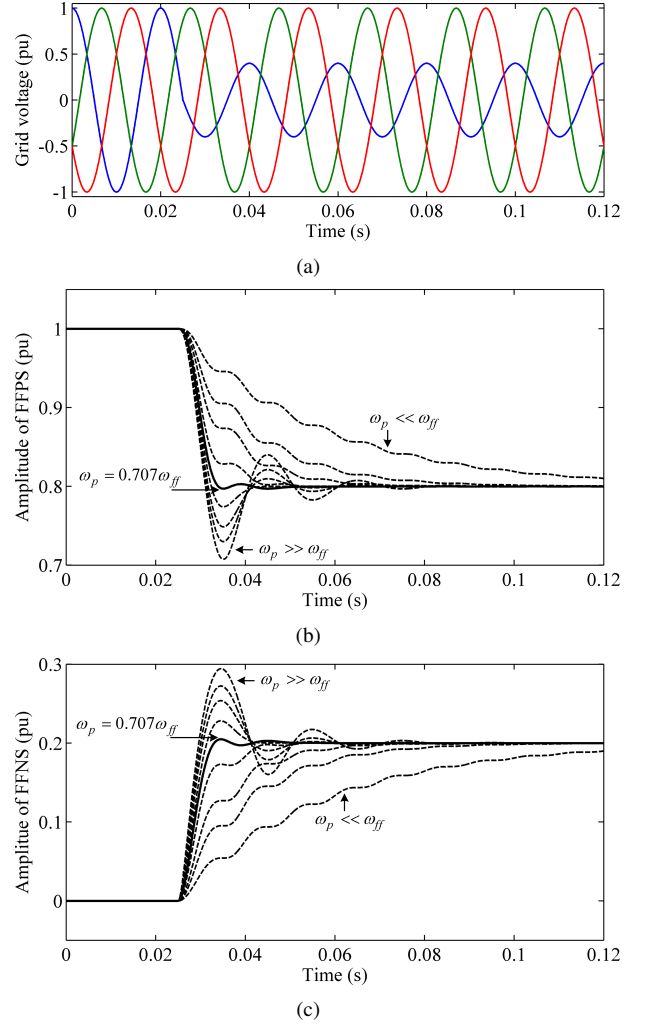 Grid voltage (pu)
1
0.5
0
-0.5
-1
0 0.02 0.04 0.06 0.08 0.1 0.12
Time (s)
(a)
Amplitude of FFPS (pu)
1
0.9
0.8
0.7
ωp << ωff
ωp = 0.707ωff
ωp >> ωff
0 0.02 0.04 0.06 0.08 0.1 0.12
Time (s)
(b)
Amplitue of FFNS (pu)
0.3
0.2
0.1
0
ωp >> ωff
ωp = 0.707ωff
ωp << ωff
0 0.02 0.04 0.06 0.08 0.1 0.12
Time (s)
(c)